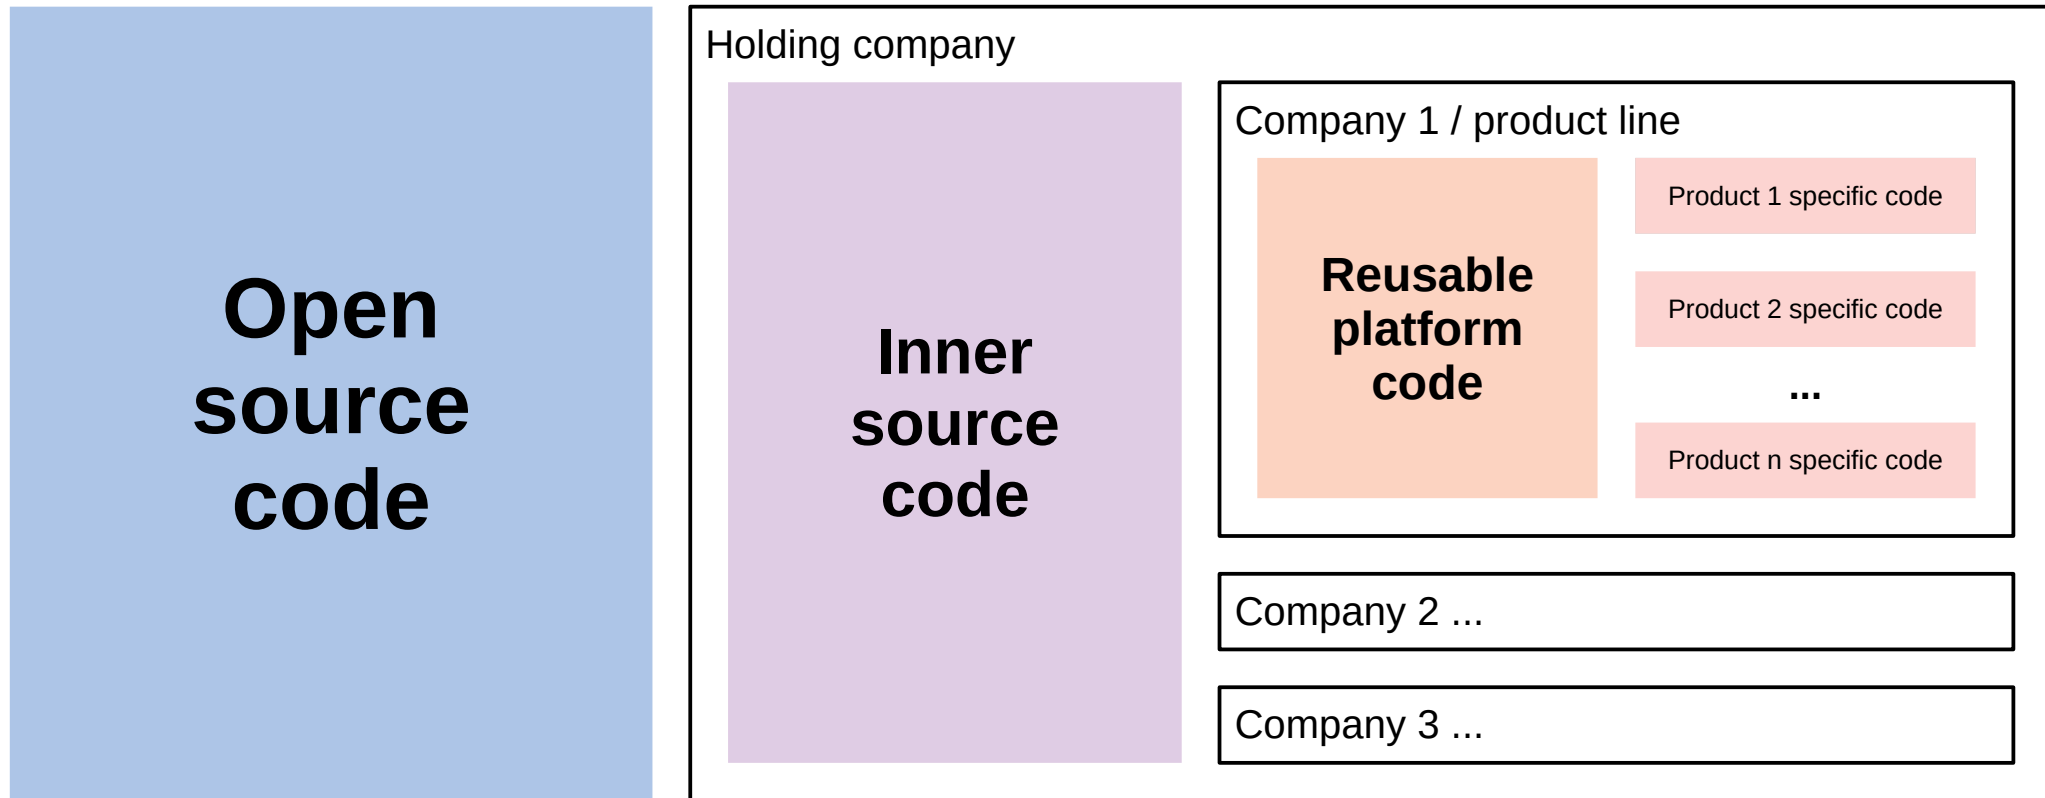 Open
source
code
Holding company
Inner
source
code
Company 1 / product line
Reusable
platform
code
Product 1 specific code
Product 2 specific code
...
Product n specific code
Company 2 ...
Company 3 ...